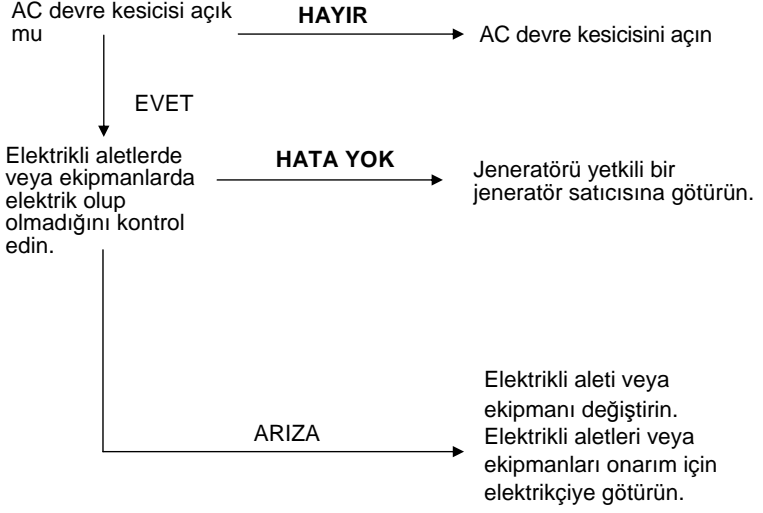 AC devre kesicisi açık
mu
HAYIR
AC devre kesicisini açın
EVET
Elektrikli aletlerde
veya ekipmanlarda
elektrik olup
olmadığını kontrol
edin.
HATA YOK
Jeneratörü yetkili bir
jeneratör satıcısına götürün.
ARIZA
Elektrikli aleti veya
ekipmanı değiştirin.
Elektrikli aletleri veya
ekipmanları onarım için
elektrikçiye götürün.